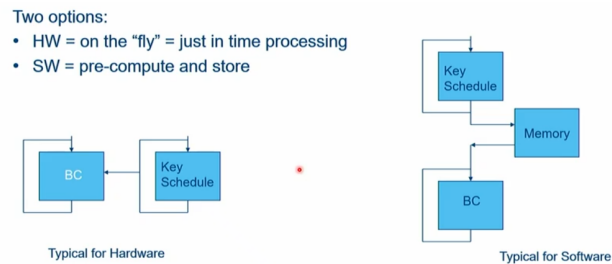 Two options:
• HW = on the “fly” = just in time processing
• SW = pre-compute and store
BC
Key
Schedule
Typical for Hardware
Key
Schedule
Memory
BC
Typical for Software